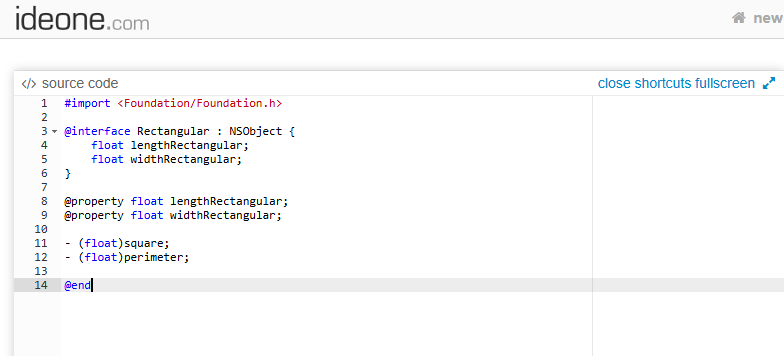 ideone.com
new
</> source code
close shortcuts fullscreen
1 #import <Foundation/Foundation.h>
2
3 @interface Rectangular : NSObject {
4     float lengthRectangular;
5     float widthRectangular;
6 }
7
8 @property float lengthRectangular;
9 @property float widthRectangular;
10
11 - (float)square;
12 - (float)perimeter;
13
14 @end